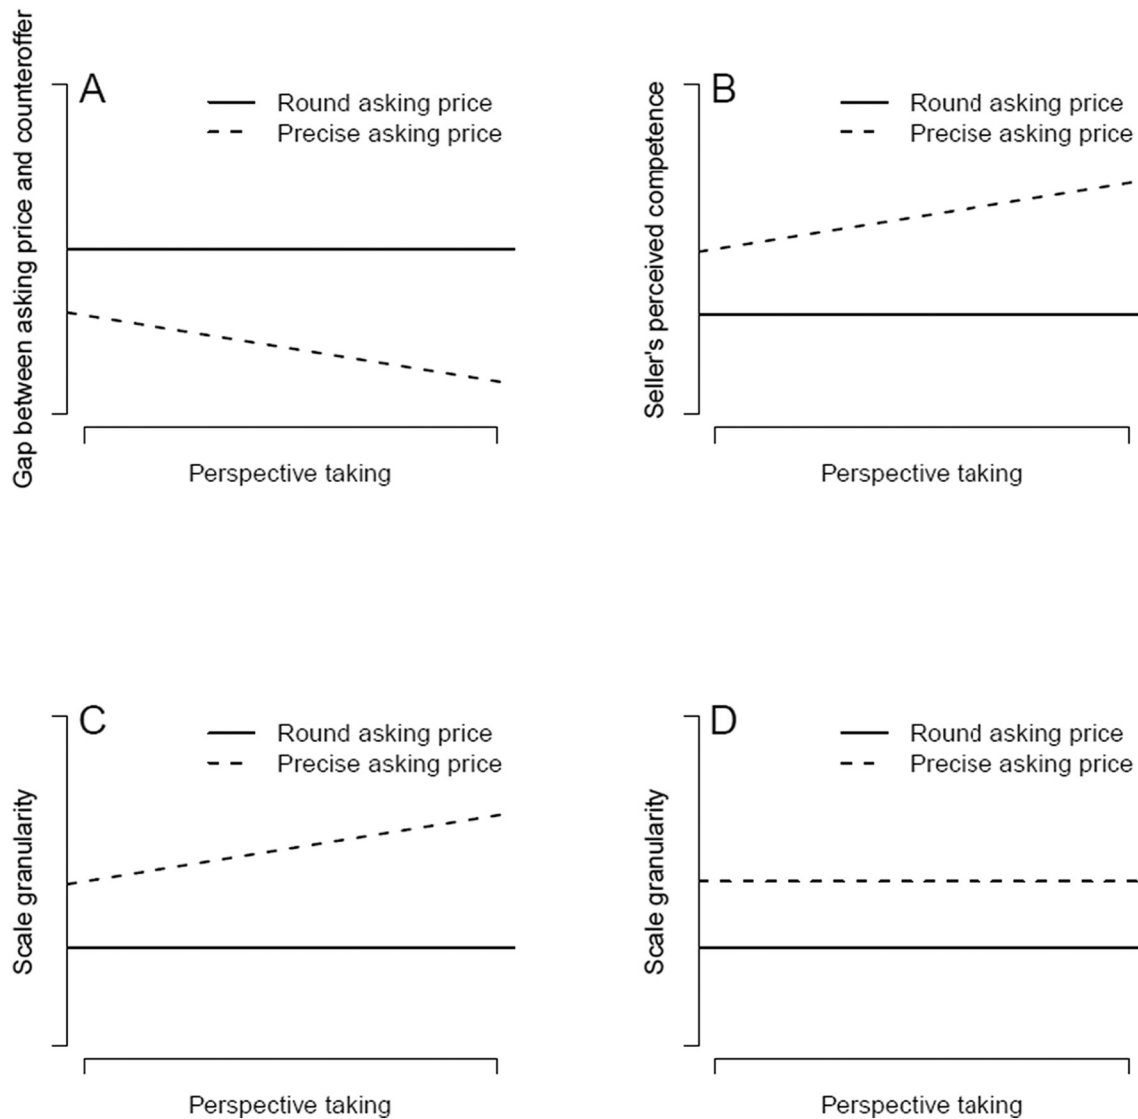 Gap between asking price and counteroffer
A
Round asking price
Precise asking price
Perspective taking
Seller's perceived competence
B
Round asking price
Precise asking price
Perspective taking
Scale granularity
C
Round asking price
Precise asking price
Perspective taking
Scale granularity
D
Round asking price
Precise asking price
Perspective taking